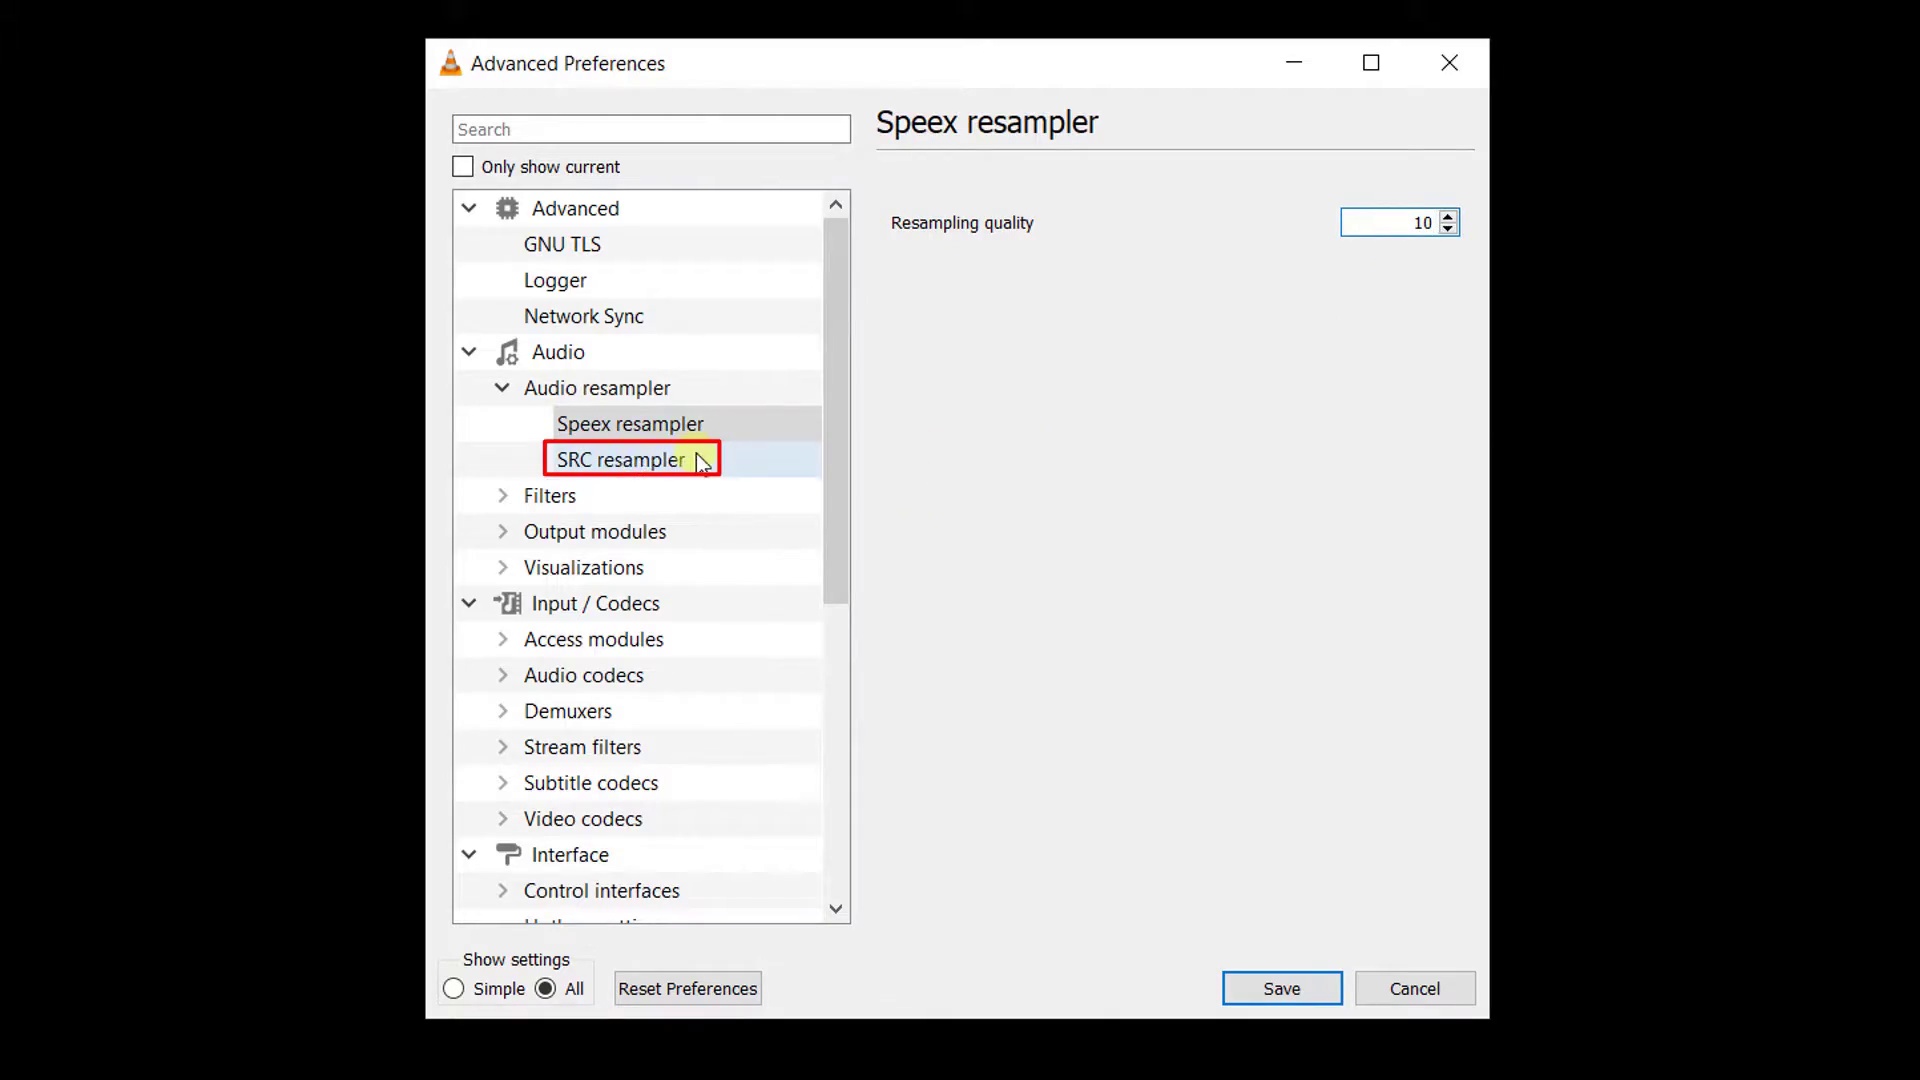 Advanced Preferences
Search
Only show current
Advanced
GNU TLS
Logger
Network Sync
Audio
Audio resampler
Speex resampler
SRC resampler
Filters
Output modules
Visualizations
Input / Codecs
Access modules
Audio codecs
Demuxers
Stream filters
Subtitle codecs
Video codecs
Interface
Control interfaces
Speex resampler
Resampling quality 10
Show settings
Simple All
Reset Preferences
Save Cancel